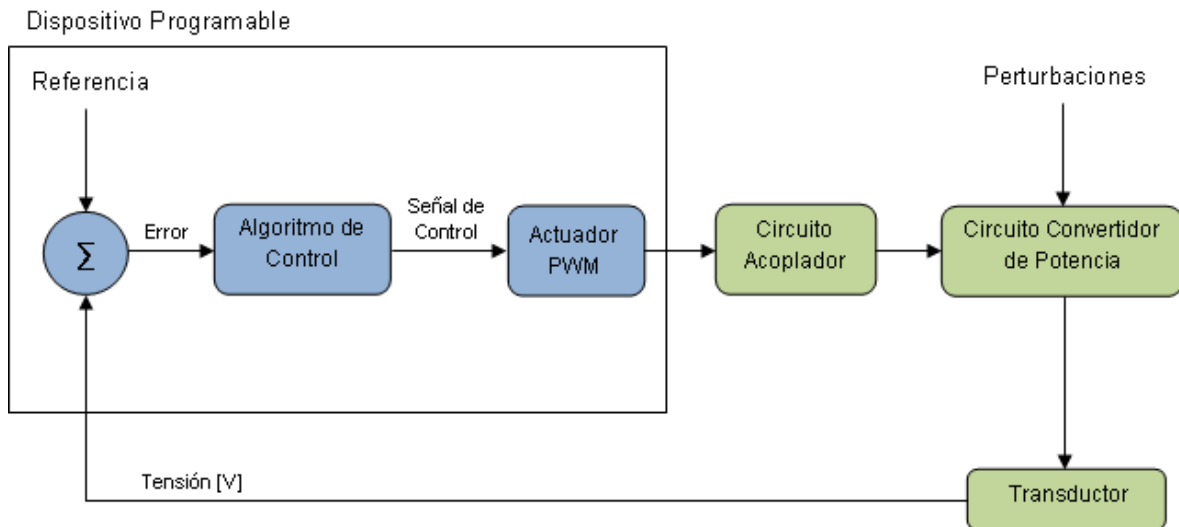 Dispositivo Programable
Referencia
Perturbaciones
Σ
Error
Algoritmo de
Control
Señal de
Control
Actuador
PWM
Circuito
Acoplador
Circuito Convertidor
de Potencia
Tensión [V]
Transductor